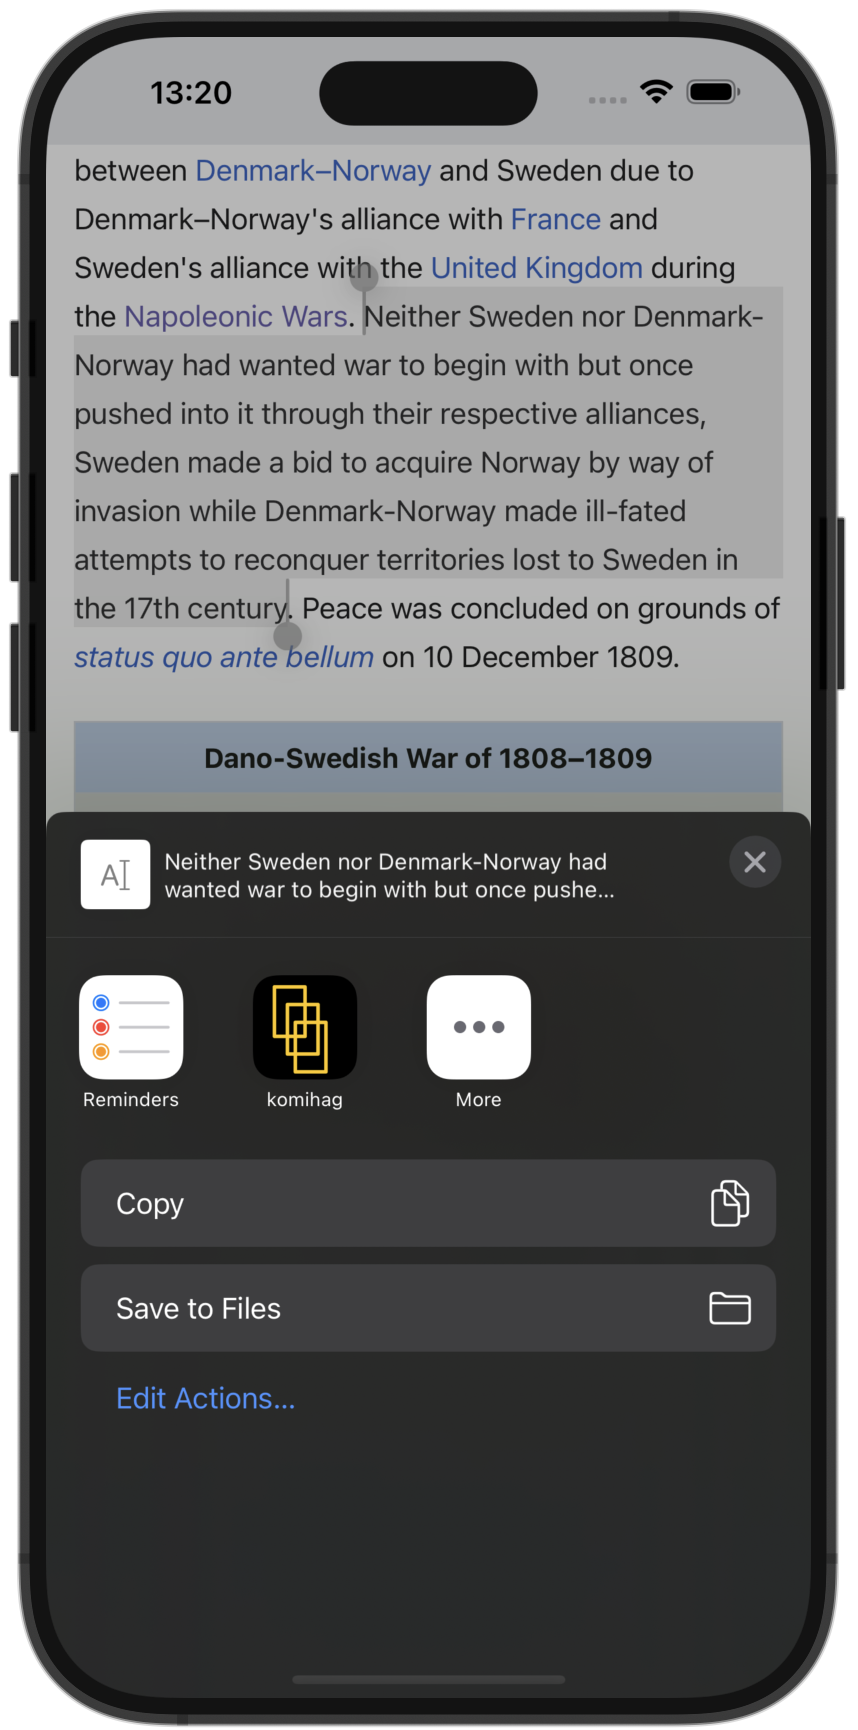 13:20
between Denmark–Norway and Sweden due to
Denmark–Norway's alliance with France and
Sweden's alliance with the United Kingdom during
the Napoleonic Wars. Neither Sweden nor Denmark-
Norway had wanted war to begin with but once
pushed into it through their respective alliances,
Sweden made a bid to acquire Norway by way of
invasion while Denmark-Norway made ill-fated
attempts to reconquer territories lost to Sweden in
the 17th century. Peace was concluded on grounds of
status quo ante bellum on 10 December 1809.
Dano-Swedish War of 1808–1809
A
Neither Sweden nor Denmark-Norway had
wanted war to begin with but once pushe...
Reminders
komihag
More
Copy
Save to Files
Edit Actions...